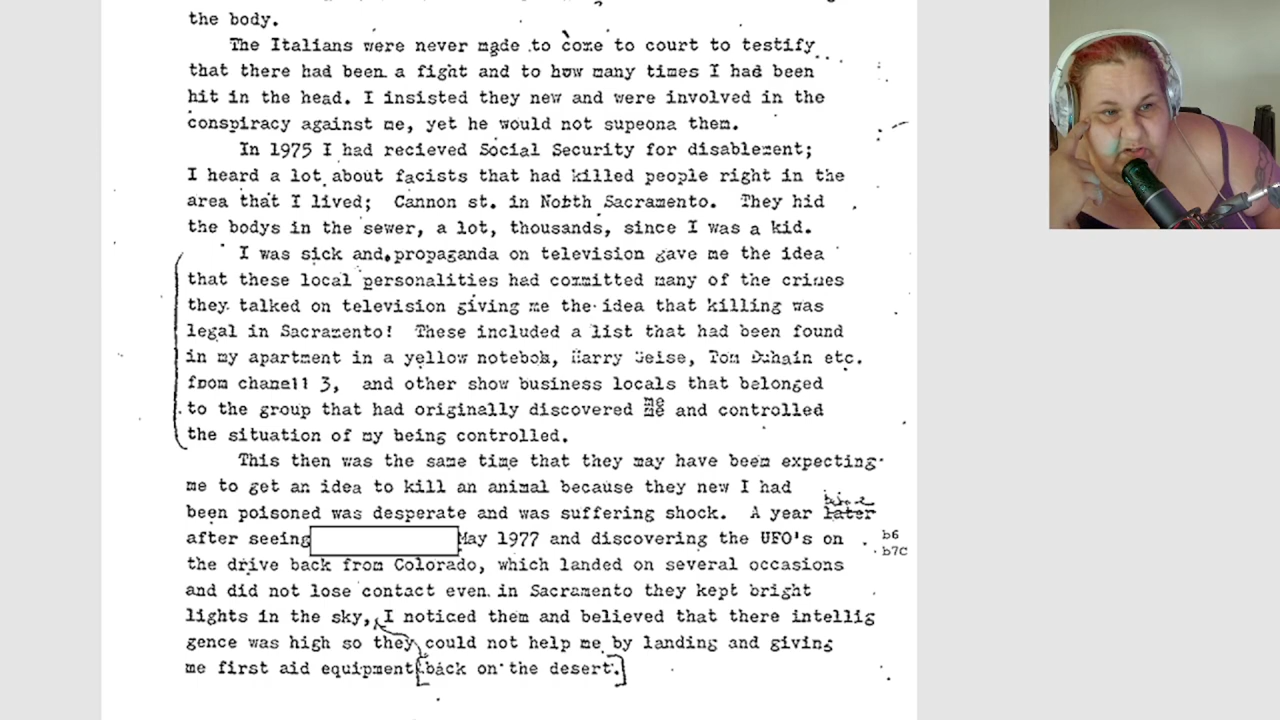 the body.
The Italians were never made to come to court to testify
that there had been a fight and to how many times I had been
hit in the head. I insisted they new and were involved in the
conspiracy against me, yet he would not supeona them.
In 1975 I had recieved Social Security for disablement;
I heard a lot about facists that had killed people right in the
area that I lived; Cannon st. in North Sacramento. They hid
the bodys in the sewer, a lot, thousands, since I was a kid.
I was sick and propaganda on television gave me the idea
that these local personalities had committed many of the crimes
they talked on television giving me the idea that killing was
legal in Sacramento! These included a list that had been found
in my apartment in a yellow notebok, Harry Geise, Tom etc.
from chanell 3, and other show business locals that belonged
me
to the group that had originally discovered me and controlled
the situation of my being controlled.
This then was the same time that they may have been expecting
me to get an idea to kill an animal because they new I had
been poisoned was desperate and was suffering shock. A year later
after seeing May 1977 and discovering the UFO's on b6
b7C
the drive back from Colorado, which landed on several occasions
and did not lose contact even in Sacramento they kept bright
lights in the sky, I noticed them and believed that there intellig
gence was high so they could not help me by landing and giving
me first aid equipment [back on the desert.]